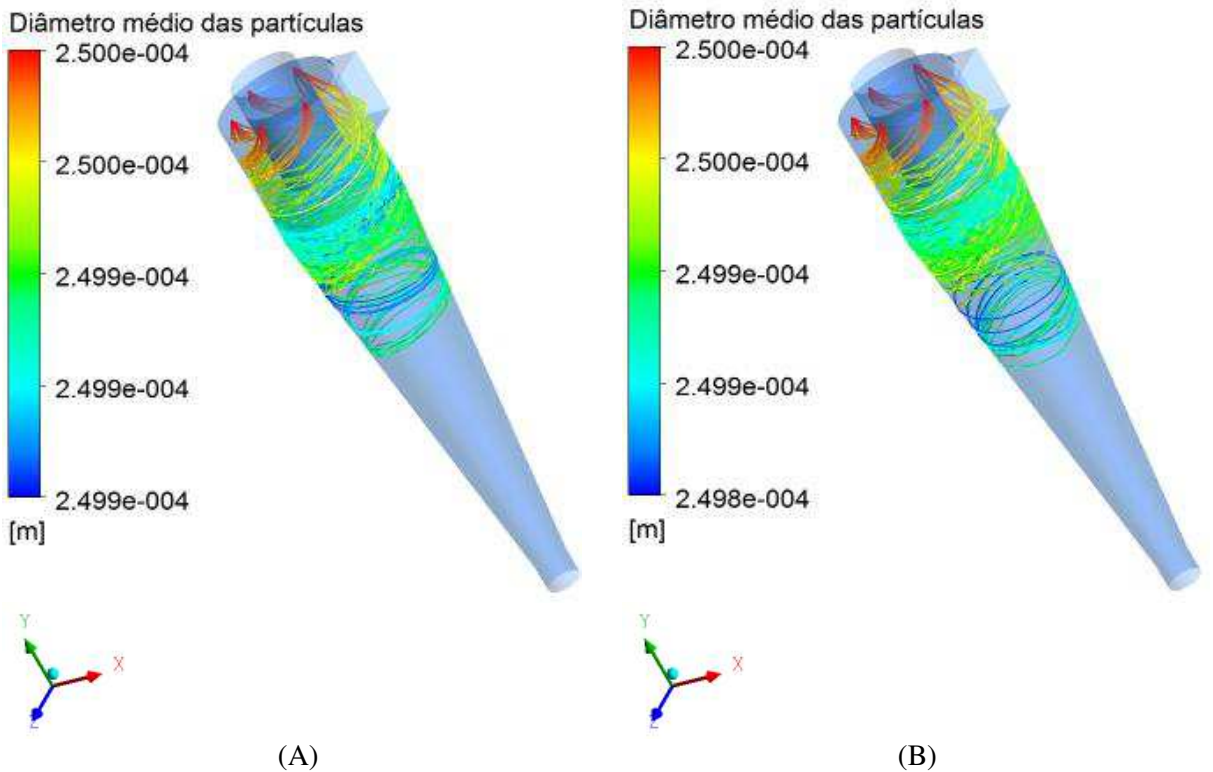 Diâmetro médio das partículas
2.500e-004
2.500e-004
2.499e-004
2.499e-004
2.499e-004
[m]
Y
X
Z
(A)
Diâmetro médio das partículas
2.500e-004
2.500e-004
2.499e-004
2.499e-004
2.498e-004
[m]
Y
X
Z
(B)